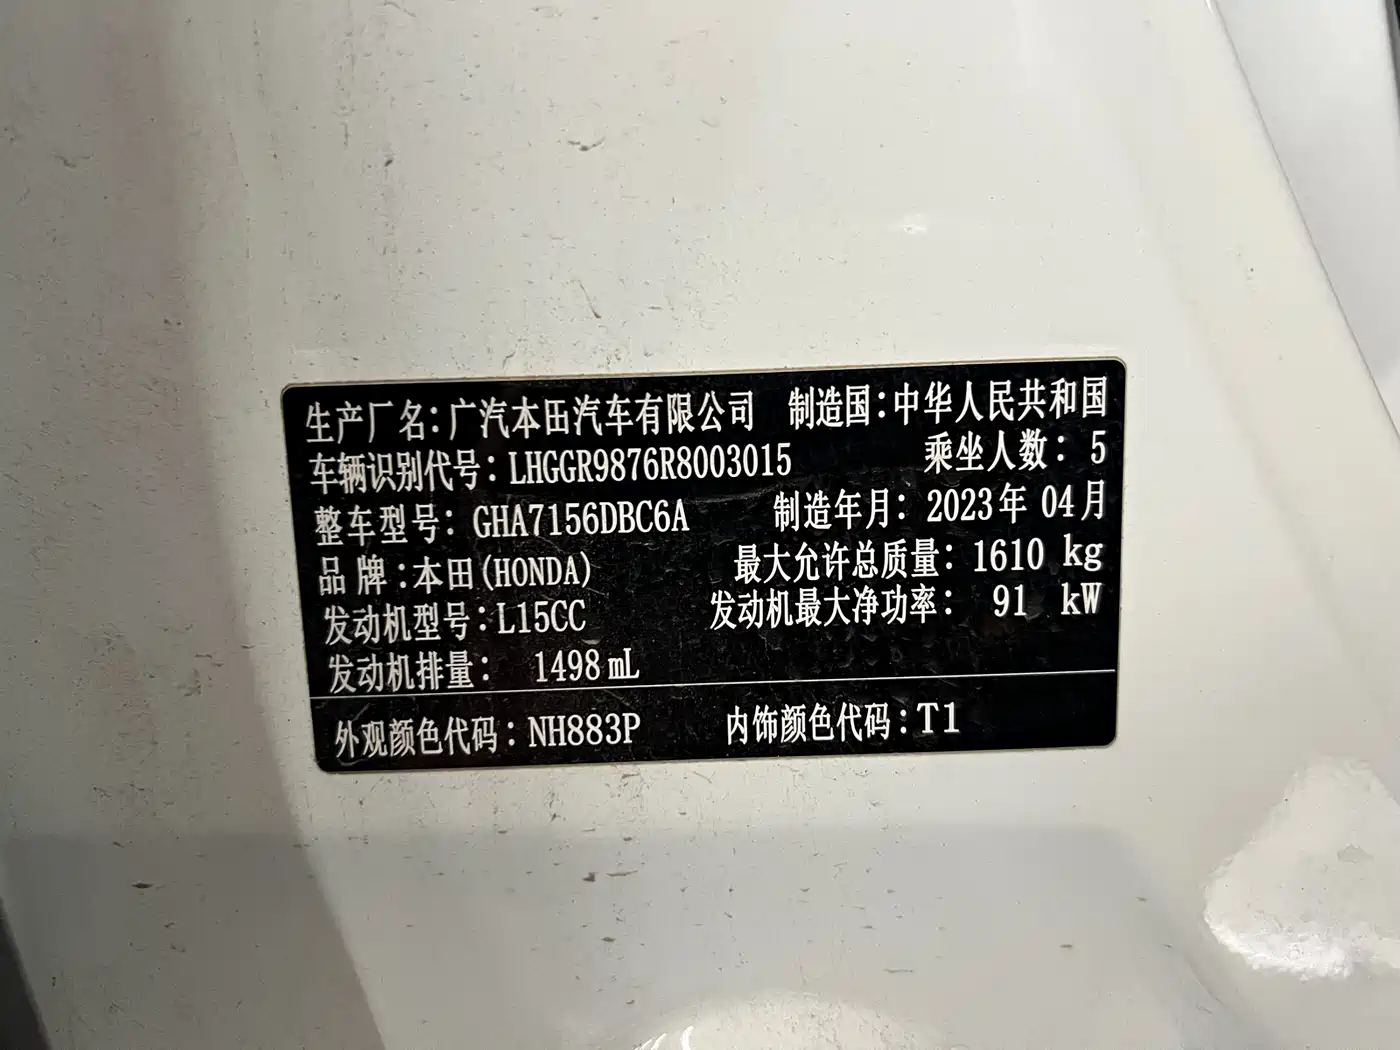 生产厂名：广汽本田汽车有限公司 制造国：中华人民共和国
车辆识别代号：LHGGR9876R8003015 乘坐人数：5
整车型号：GHA7156DBC6A 制造年月：2023年 04月
品牌：本田(HONDA) 最大允许总质量：1610 kg
发动机型号：L15CC 发动机最大净功率：91 kW
发动机排量：1498mL
外观颜色代码：NH883P 内饰颜色代码：T1